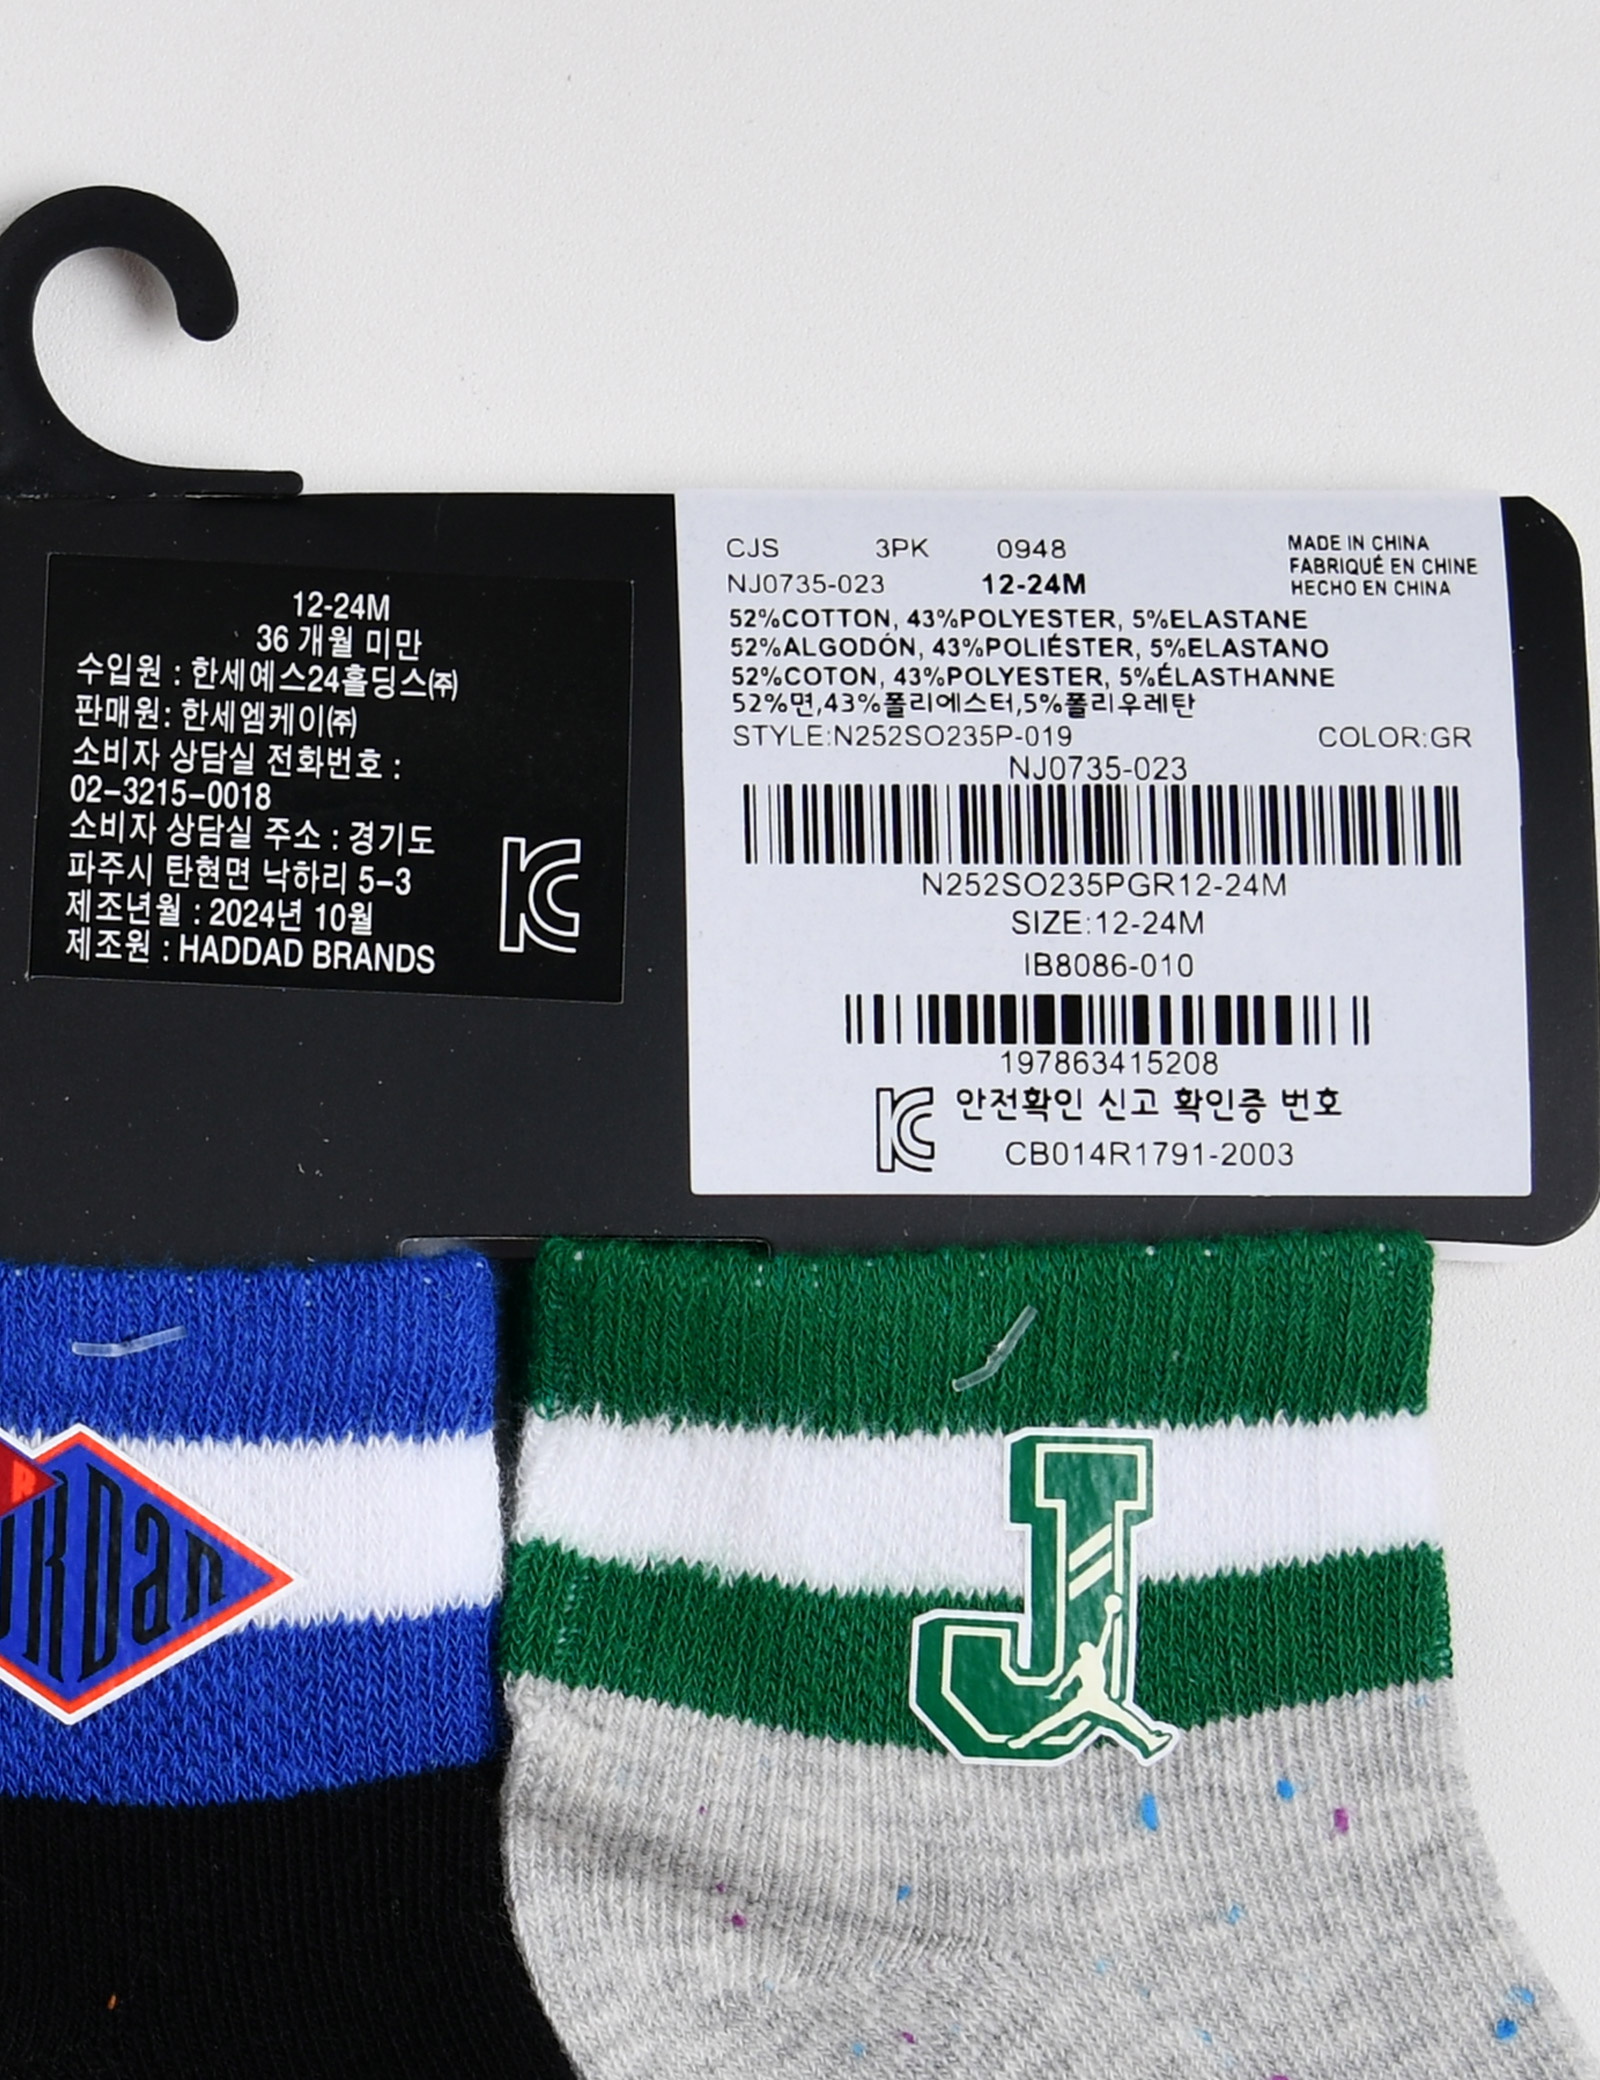 12-24M
36 개월 미만
수입원 : 한세예스24홀딩스㈜
판매원: 한세엠케이㈜
소비자 상담실 전화번호 :
02-3215-0018
소비자 상담실 주소 : 경기도
파주시 탄현면 낙하리 5-3
제조년월 : 2024년 10월
제조원 : HADDAD BRANDS
CJS 3PK 0948
MADE IN CHINA
FABRIQUÉ EN CHINE
HECHO EN CHINA
NJ0735-023 12-24M
52%COTTON, 43%POLYESTER, 5%ELASTANE
52%ALGODÓN, 43%POLIÉSTER, 5%ELASTANO
52%COTON, 43%POLYESTER, 5%ÉLASTHANNE
52%면,43%폴리에스터,5%폴리우레탄
STYLE:N252SO235P-019 COLOR:GR
NJ0735-023
N252SO235PGR12-24M
SIZE:12-24M
IB8086-010
197863415208
안전확인 신고 확인증 번호
CB014R1791-2003
J